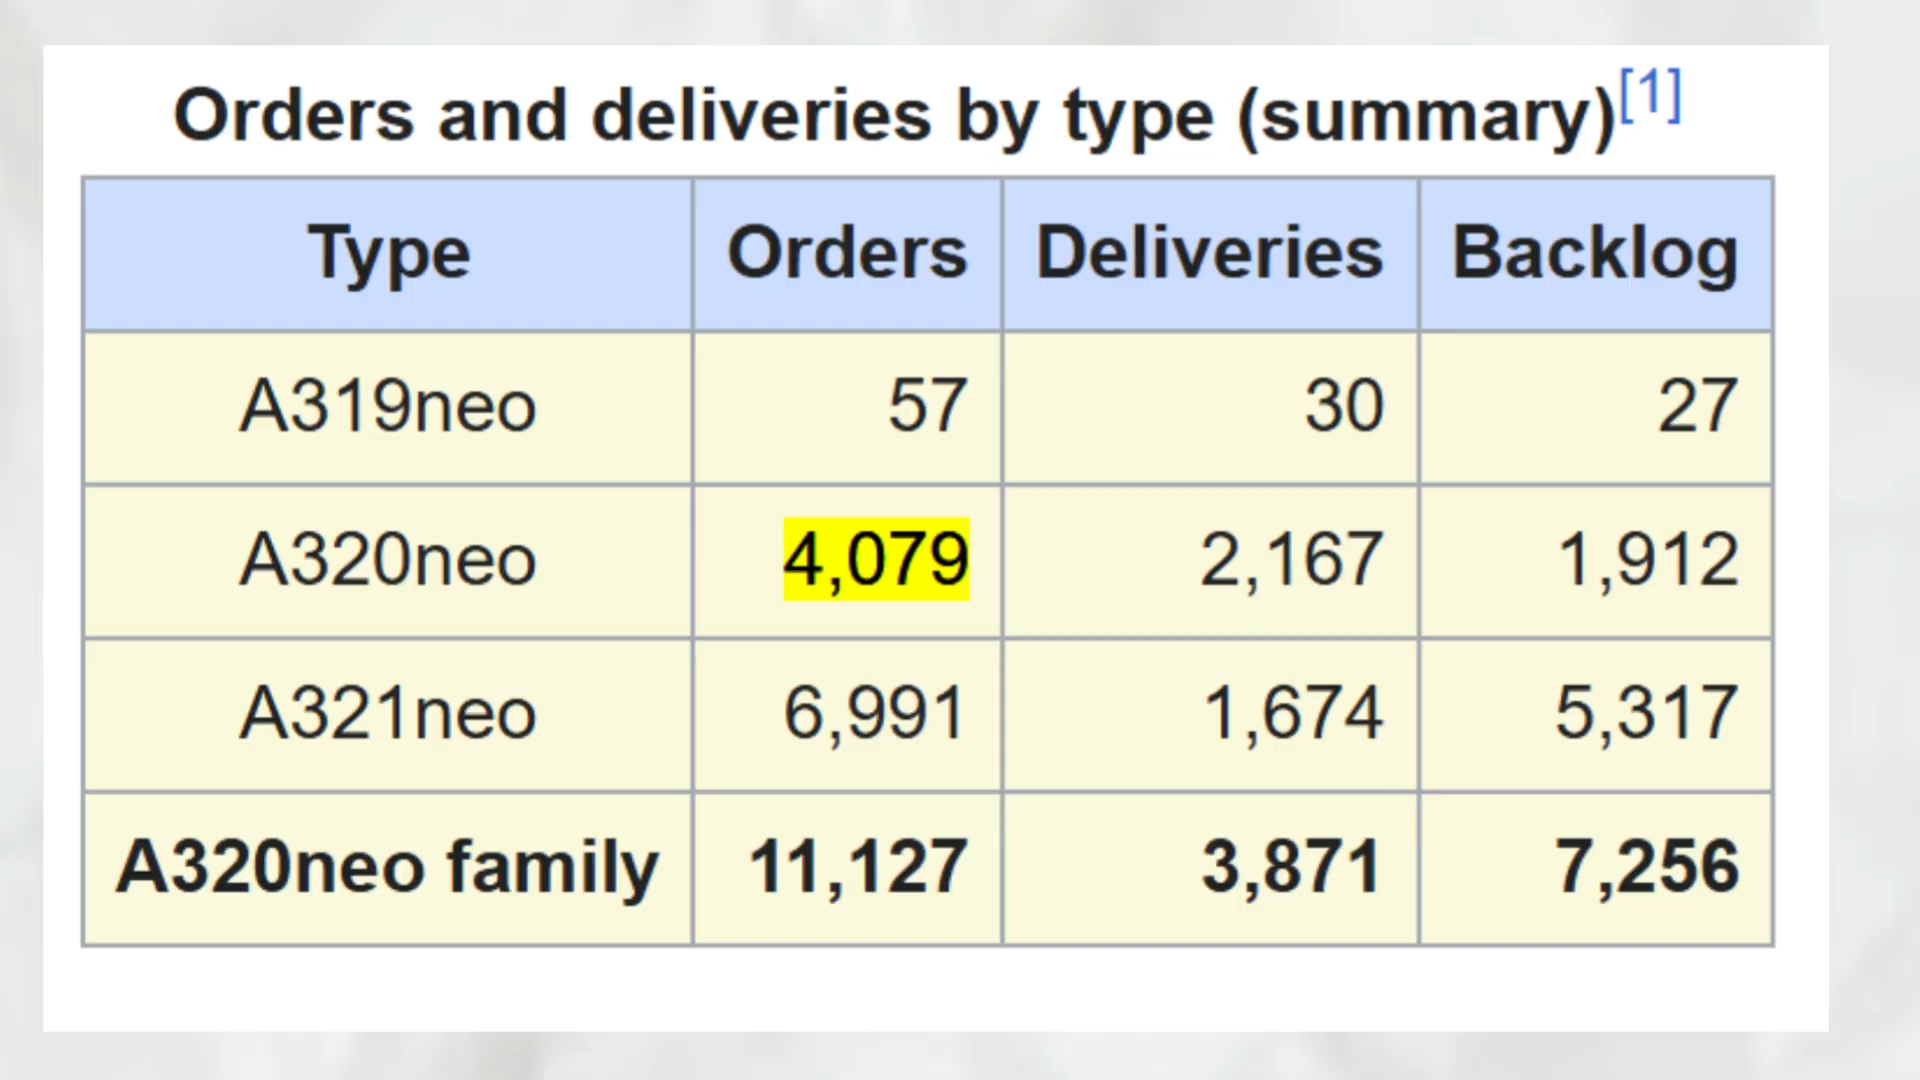 Orders and deliveries by type (summary)[1]
Type Orders Deliveries Backlog
A319neo 57 30 27
A320neo 4,079 2,167 1,912
A321neo 6,991 1,674 5,317
A320neo family 11,127 3,871 7,256